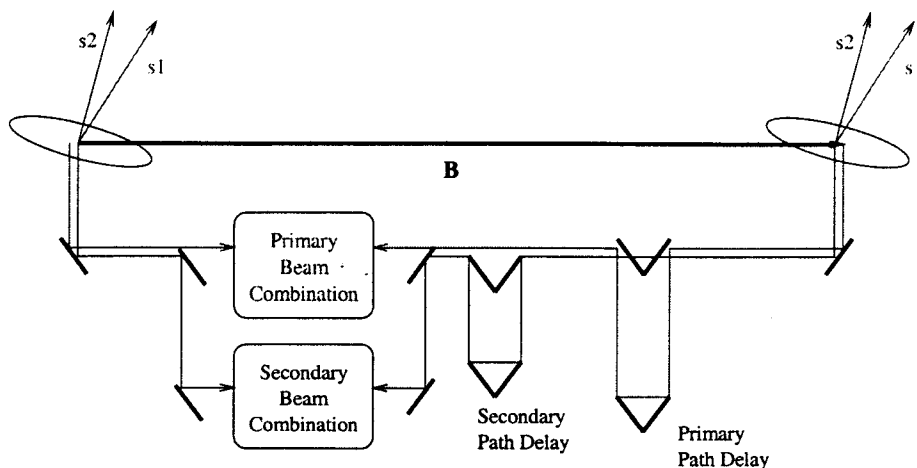 s2
s1
s2
s
B
Primary
Beam
Combination
Secondary
Beam
Combination
Secondary
Path Delay
Primary
Path Delay